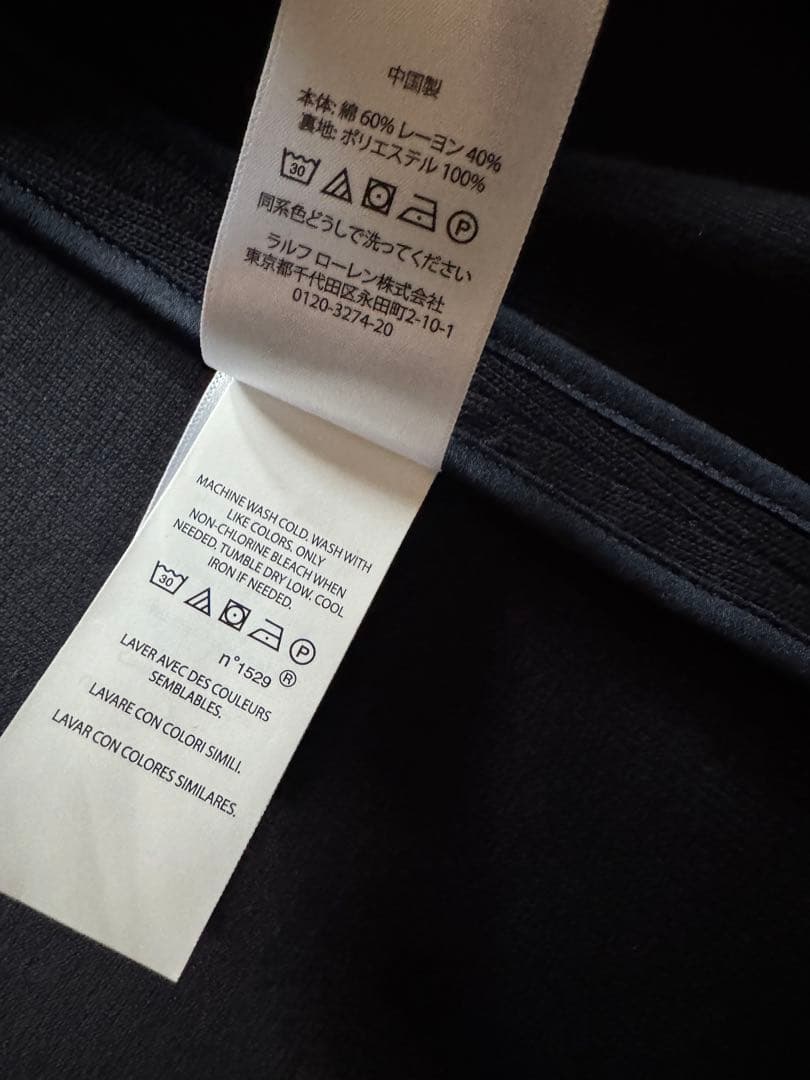 中国製
本体: 綿 60% レーヨン 40%
裏地: ポリエステル 100%
30 P
同系色どうしで洗ってください
ラルフ ローレン株式会社
東京都千代田区永田町2-10-1
0120-3274-20
MACHINE WASH COLD. WASH WITH
LIKE COLORS. ONLY
NON-CHLORINE BLEACH WHEN
NEEDED. TUMBLE DRY LOW. COOL
IRON IF NEEDED.
30 P
n°1529 ®
LAVER AVEC DES COULEURS
SEMBLABLES.
LAVARE CON COLORI SIMILI.
LAVAR CON COLORES SIMILARES.